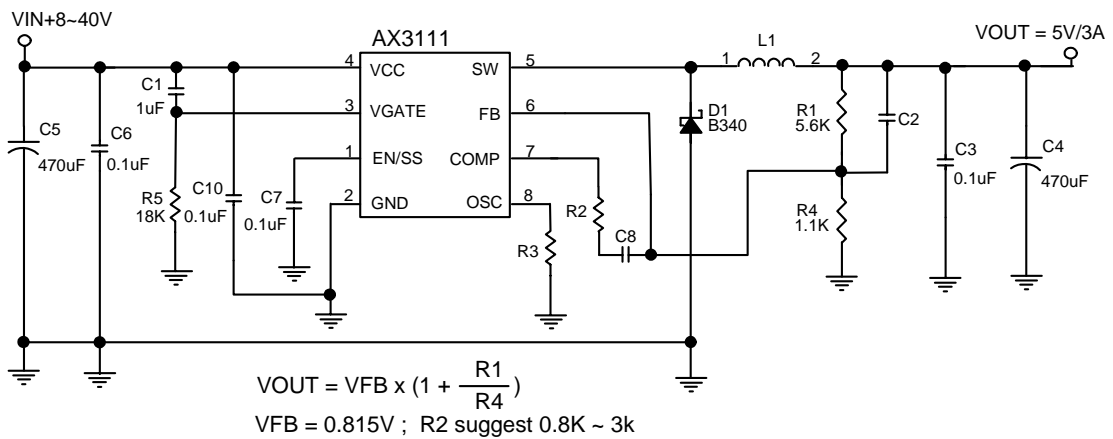 VIN+8~40V
VOUT = 5V/3A
AX3111
L1
4
VCC
SW
5
1
2
C1
1uF
3
VGATE
FB
6
D1
B340
R1
5.6K
C2
C5
470uF
C6
0.1uF
1
EN/SS
COMP
7
C3
0.1uF
C4
470uF
R5
18K
C10
0.1uF
C7
0.1uF
2
GND
OSC
8
R2
C8
R3
R4
1.1K
VOUT = VFB x (1 + R1/R4)
VFB = 0.815V ; R2 suggest 0.8K ~ 3k